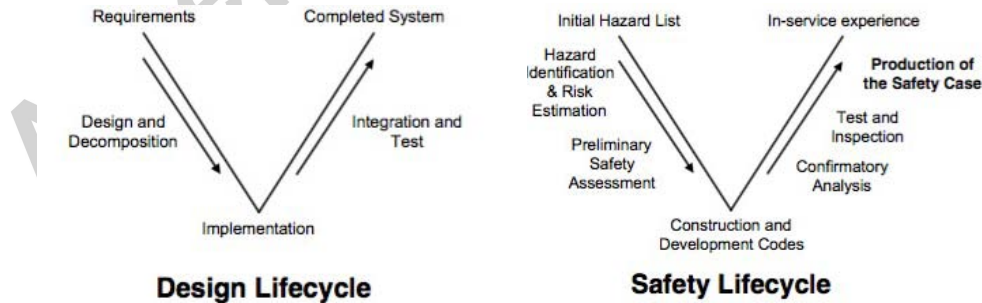 Requirements
Completed System
Design and
Decomposition
Integration and
Test
Implementation
Design Lifecycle
Initial Hazard List
In-service experience
Hazard
Identification
& Risk
Estimation
Production of
the Safety Case
Preliminary
Safety
Assessment
Test and
Inspection
Confirmatory
Analysis
Construction and
Development Codes
Safety Lifecycle